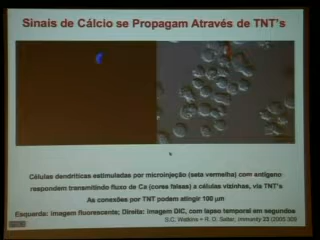 Sinais de Cálcio se Propagam Através de TNT's
Células dendríticas estimuladas por microinjeção (seta vermelha) com antígeno
respondem transmitindo fluxo de Ca (cores falsas) a células vizinhas, via TNT's
As conexões por TNT podem atingir 100 µm
Esquerda: imagem fluorescente; Direita: imagem DIC, com lapso temporal em segundos
S.C. Watkins + R. D. Salter, Immunity 23 (2005) 309